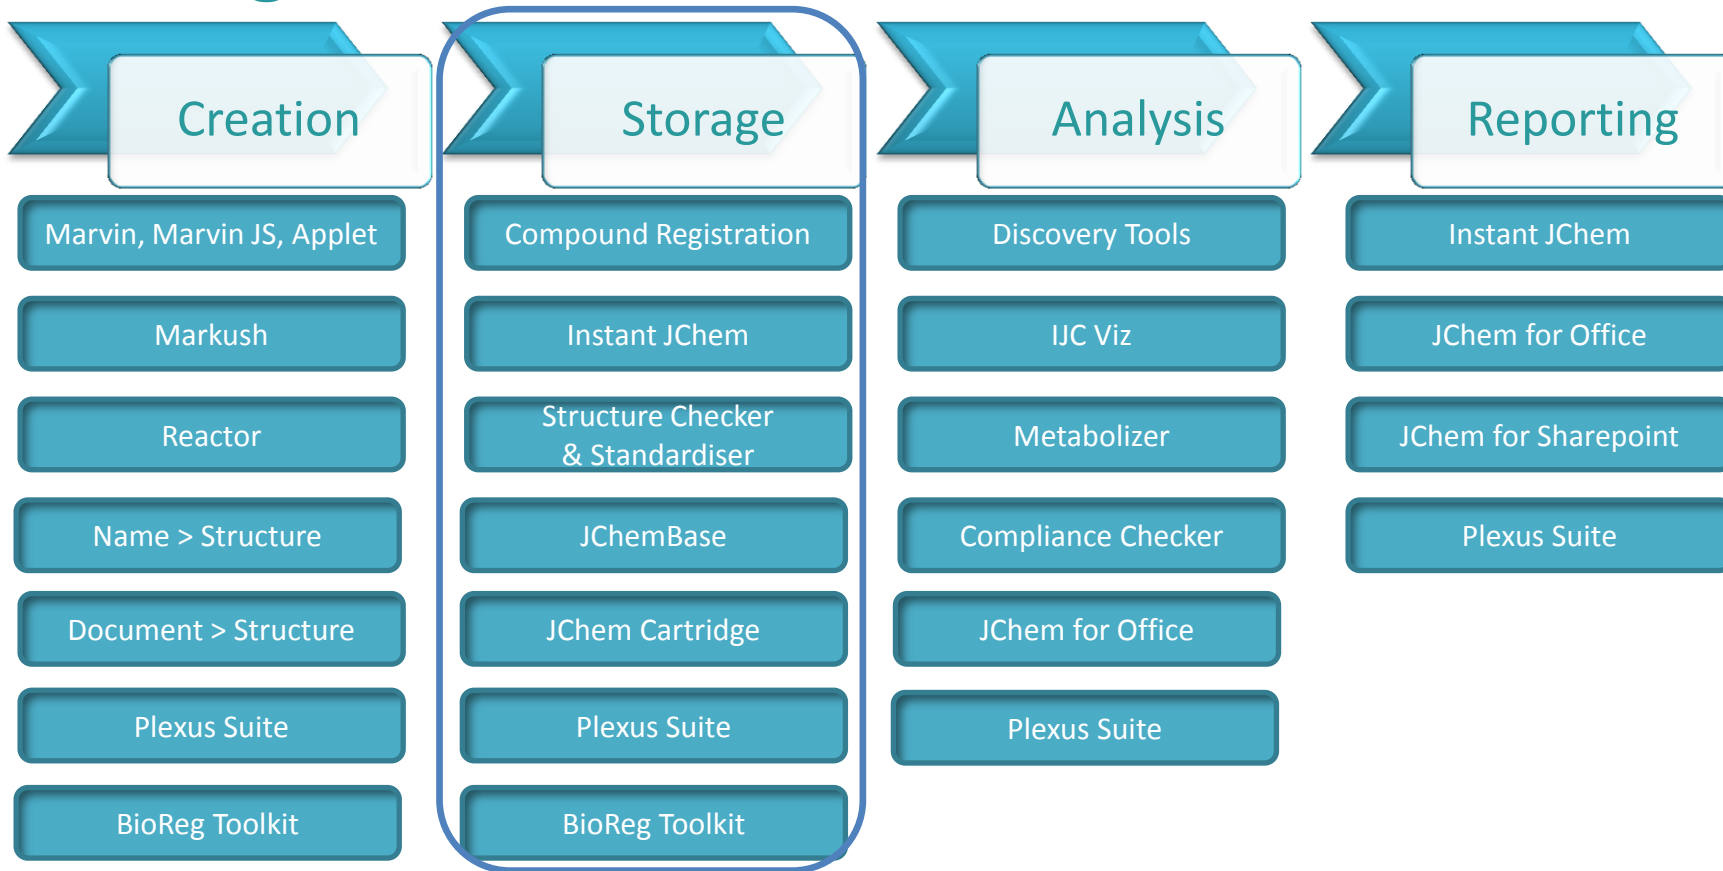 Creation
Marvin, Marvin JS, Applet
Markush
Reactor
Name > Structure
Document > Structure
Plexus Suite
BioReg Toolkit
Storage
Compound Registration
Instant JChem
Structure Checker
& Standardiser
JChemBase
JChem Cartridge
Plexus Suite
BioReg Toolkit
Analysis
Discovery Tools
IJC Viz
Metabolizer
Compliance Checker
JChem for Office
Plexus Suite
Reporting
Instant JChem
JChem for Office
JChem for Sharepoint
Plexus Suite